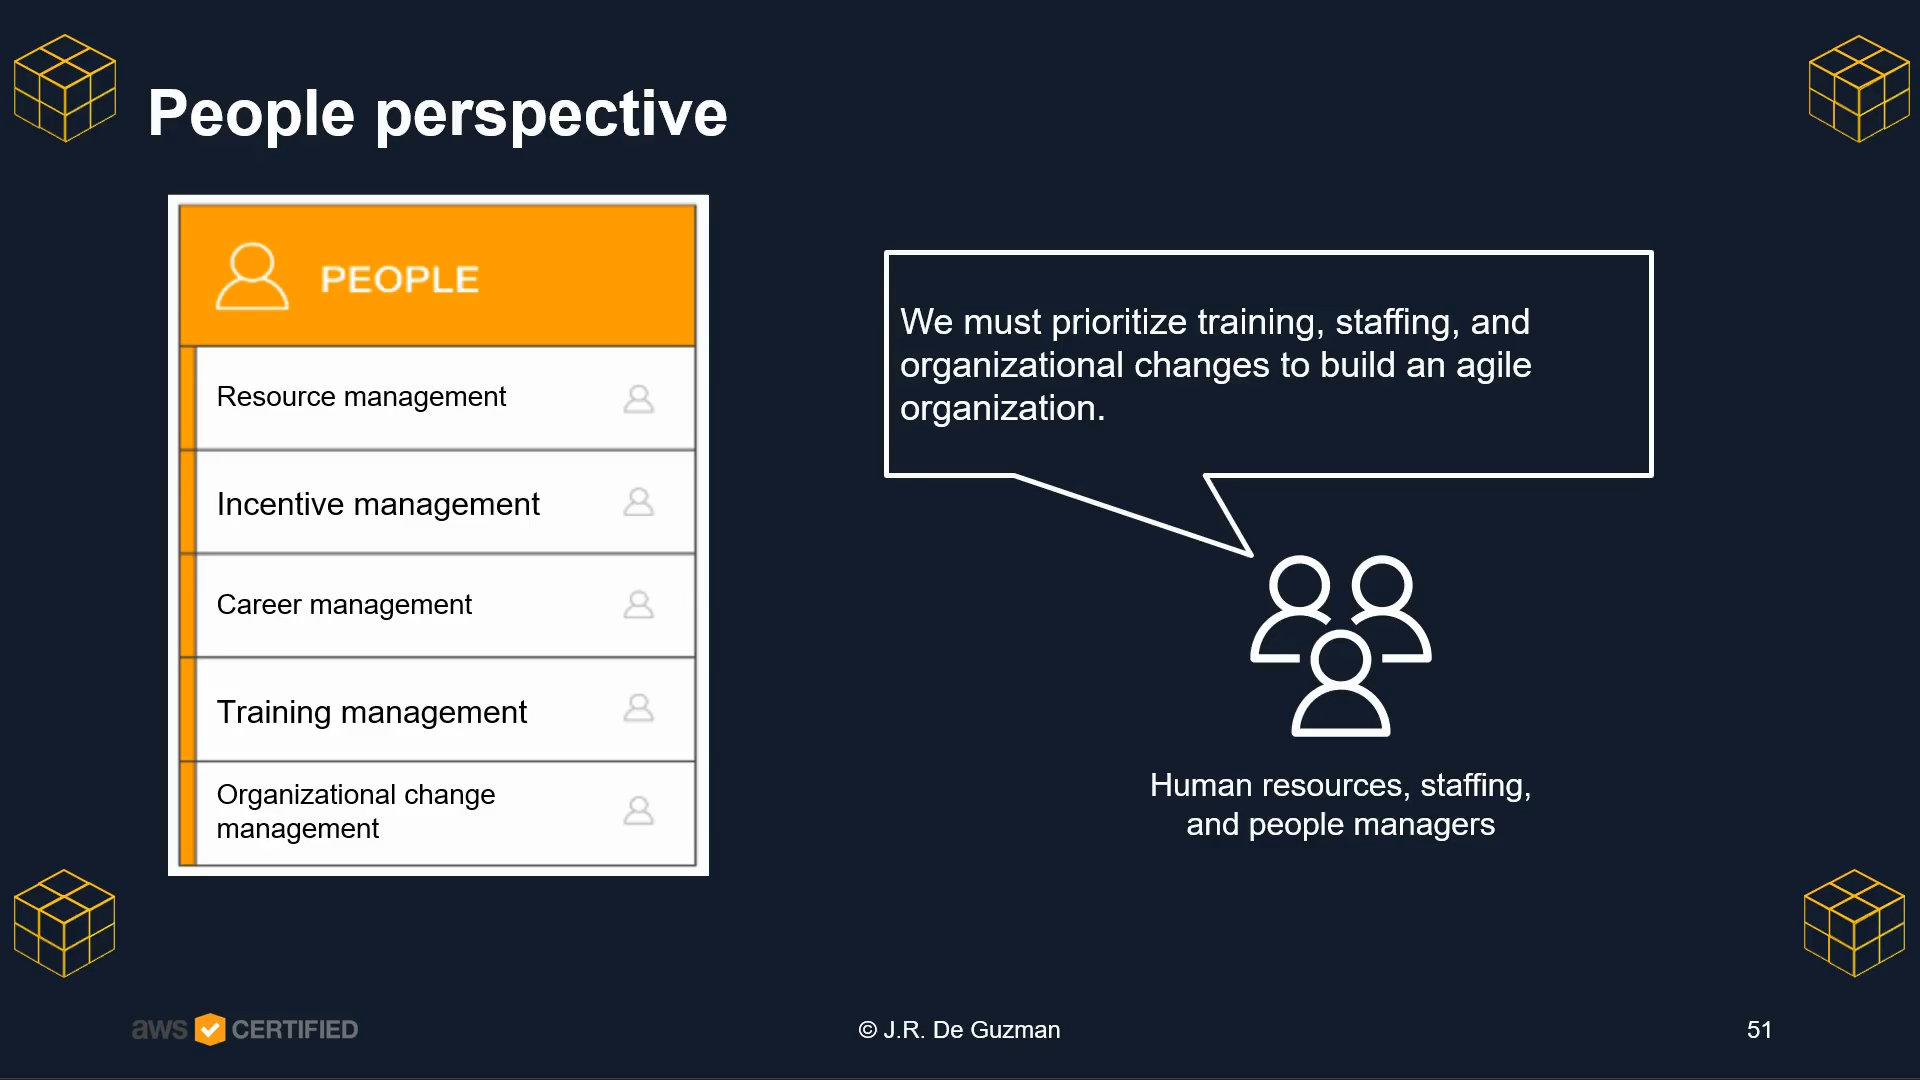 People perspective
PEOPLE
Resource management
Incentive management
Career management
Training management
Organizational change
management
We must prioritize training, staffing, and
organizational changes to build an agile
organization.
Human resources, staffing,
and people managers
aws CERTIFIED
© J.R. De Guzman
51